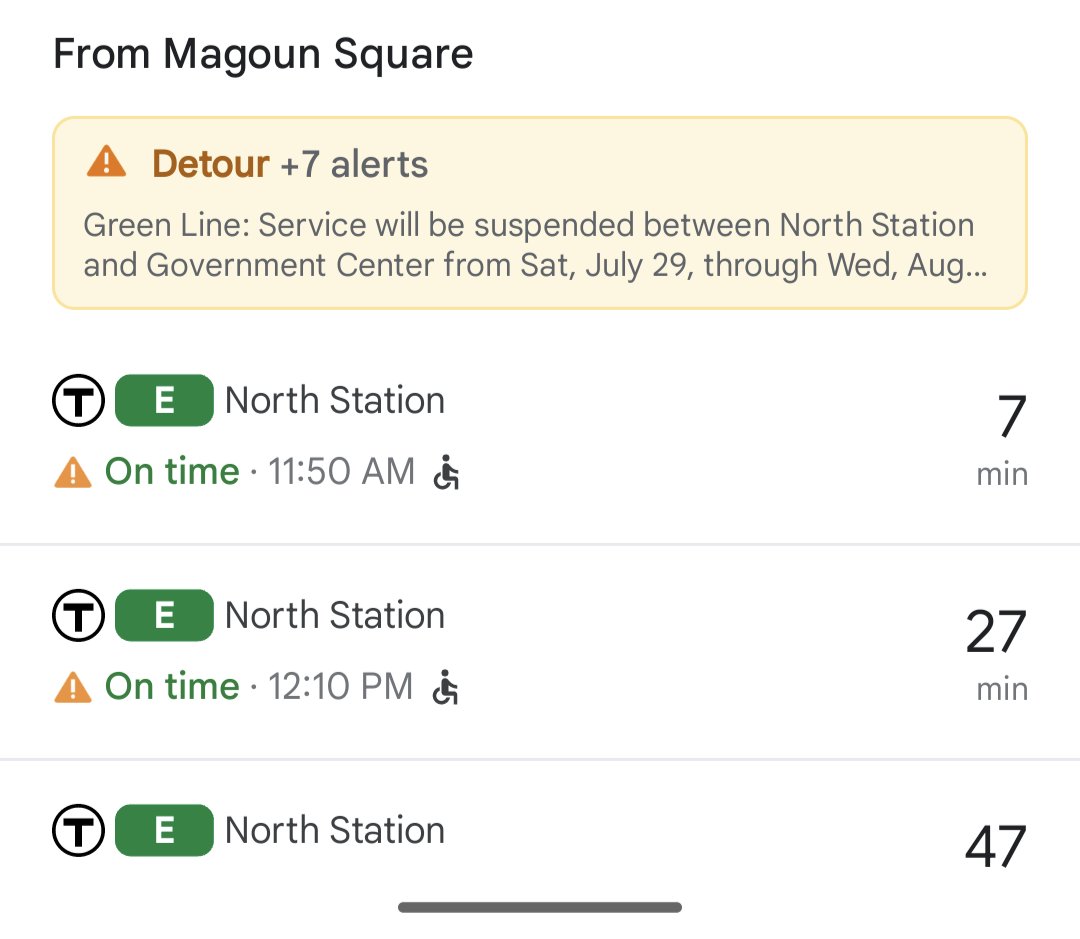 From Magoun Square
Detour +7 alerts
Green Line: Service will be suspended between North Station
and Government Center from Sat, July 29, through Wed, Aug...
T E North Station
7
On time · 11:50 AM
min
T E North Station
27
On time · 12:10 PM
min
T E North Station
47